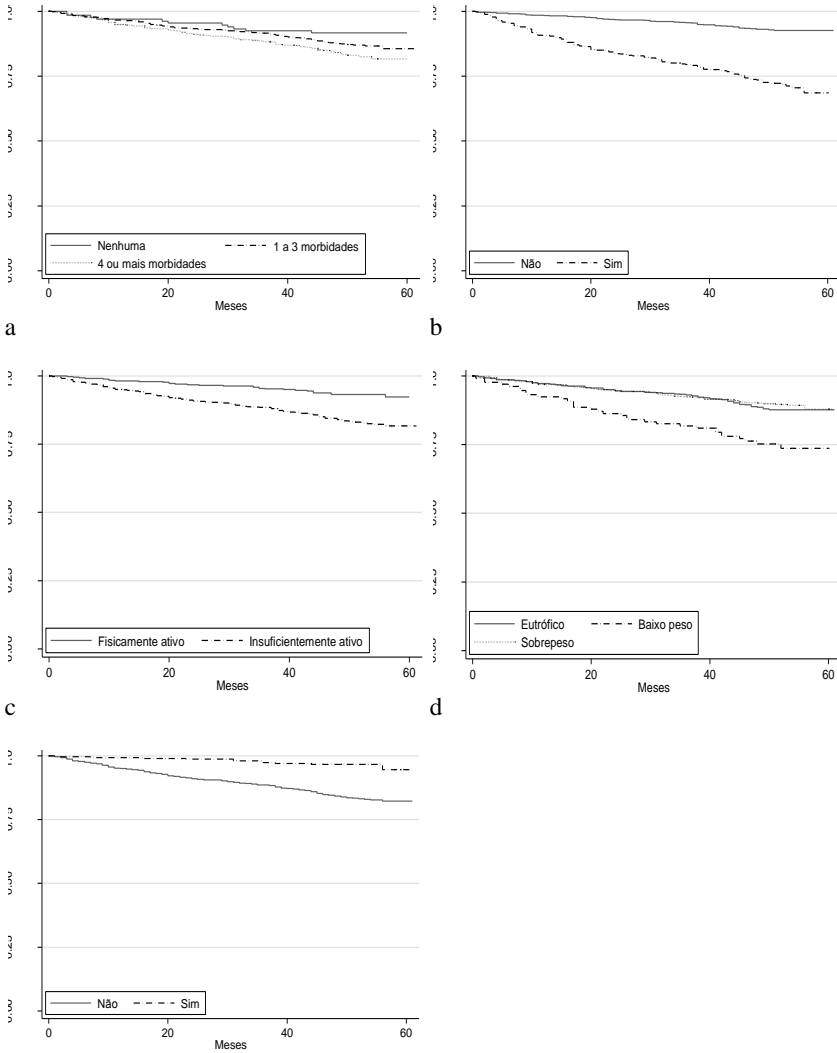 Nenhuma 1 a 3 morbidades
4 ou mais morbidades
0 20 40 60
Meses
a
Não Sim
0 20 40 60
Meses
b
Fisicamente ativo Insuficientemente ativo
0 20 40 60
Meses
c
Eutrófico Baixo peso
Sobrepeso
0 20 40 60
Meses
d
Não Sim
0 20 40 60
Meses